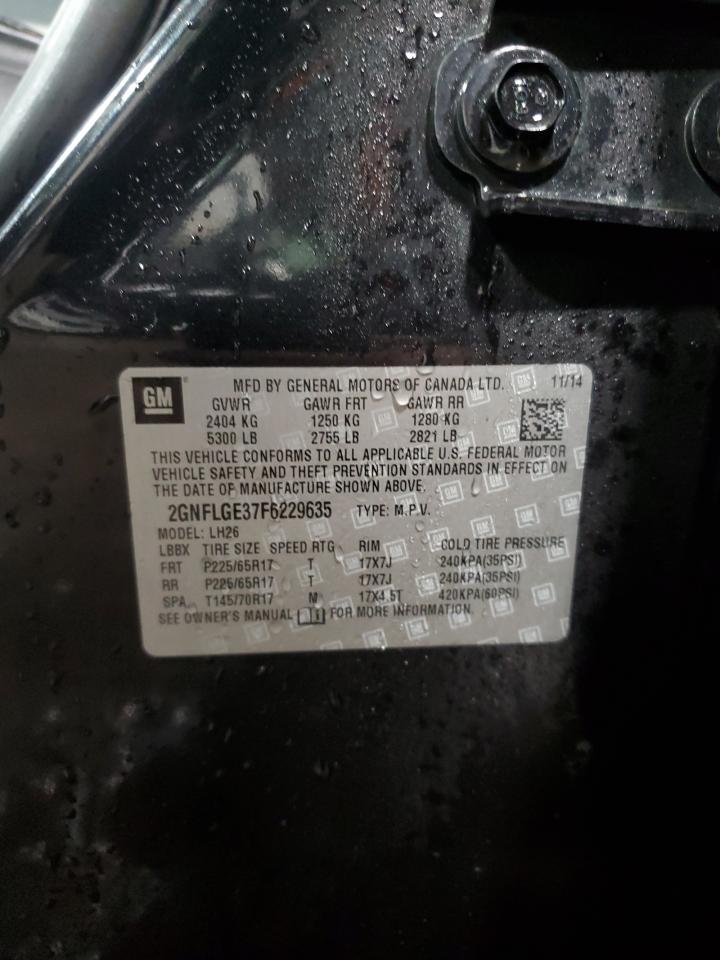 GM
MFD BY GENERAL MOTORS OF CANADA LTD. 11/14
GVWR GAWR FRT GAWR RR
2404 KG 1250 KG 1280 KG
5300 LB 2755 LB 2821 LB
THIS VEHICLE CONFORMS TO ALL APPLICABLE U.S. FEDERAL MOTOR
VEHICLE SAFETY AND THEFT PREVENTION STANDARDS IN EFFECT ON
THE DATE OF MANUFACTURE SHOWN ABOVE.
2GNFLGE37F6229635 TYPE: M.P.V.
MODEL: LH26
LBBX TIRE SIZE SPEED RTG RIM COLD TIRE PRESSURE
FRT P225/65R17 T 17X7J 240KPA(35PSI)
RR P225/65R17 T 17X7J 240KPA(35PSI)
SPA T145/70R17 M 17X4.5T 420KPA(60PSI)
SEE OWNER'S MANUAL FOR MORE INFORMATION.